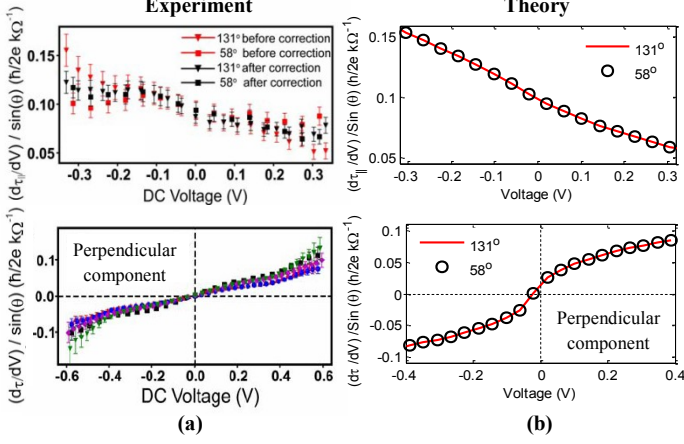 Experiment
Theory
131° before correction
58° before correction
131° after correction
58° after correction
0.15
0.10
0.05
-0.3 -0.2 -0.1 0.0 0.1 0.2 0.3
DC Voltage (V)
(dτ||/dV) / sin(θ) (ħ/2e kΩ⁻¹)
131⁰
58⁰
0.15
0.1
0.05
-0.3 -0.2 -0.1 0 0.1 0.2 0.3
Voltage (V)
(dτ|| /dV) /Sin (θ) (ħ/2e kΩ⁻¹)
Perpendicular
component
0.1
0.0
-0.1
-0.6 -0.4 -0.2 0.0 0.2 0.4 0.6
DC Voltage (V)
(dτ/dV) / sin(θ) (ħ/2e kΩ⁻¹)
131⁰
58⁰
Perpendicular
component
0.1
0.05
0
-0.05
-0.1
-0.4 -0.2 0 0.2 0.4
Voltage (V)
(dτ /dV) /Sin (θ) (ħ/2e kΩ⁻¹)
(a)
(b)